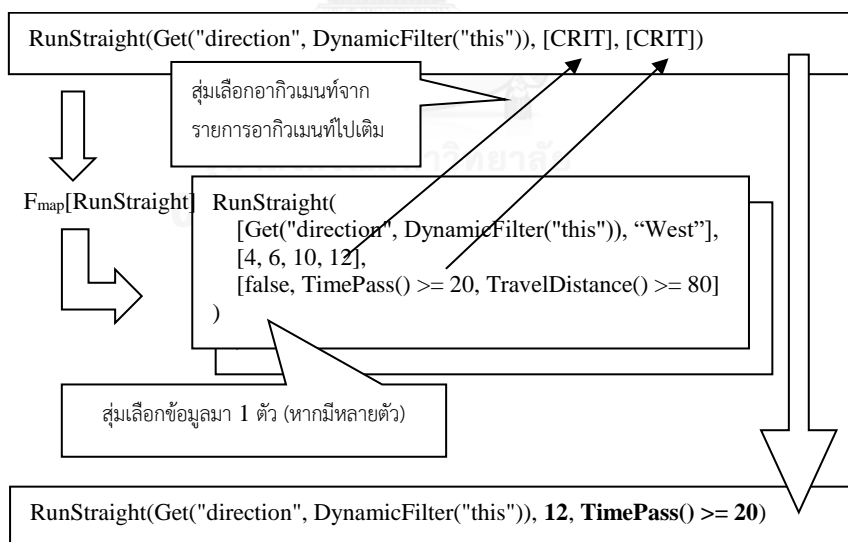 RunStraight(Get("direction", DynamicFilter("this")), [CRIT], [CRIT])
สุ่มเลือกอากิวเมนท์จาก
รายการอากิวเมนท์ไปเติม
Fmap[RunStraight]
RunStraight(
[Get("direction", DynamicFilter("this")), “West”],
[4, 6, 10, 12],
[false, TimePass() >= 20, TravelDistance() >= 80]
)
สุ่มเลือกข้อมูลมา 1 ตัว (หากมีหลายตัว)
RunStraight(Get("direction", DynamicFilter("this")), 12, TimePass() >= 20)